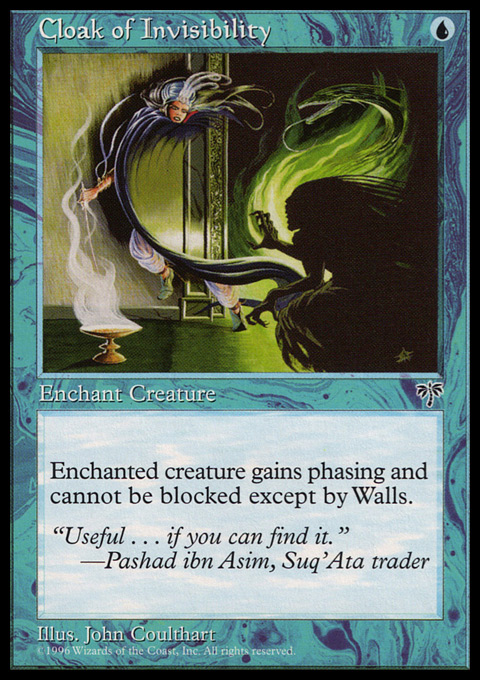 Cloak of Invisibility
Enchant Creature
Enchanted creature gains phasing and
cannot be blocked except by Walls.
“Useful . . . if you can find it.”
—Pashad ibn Asim, Suq’Ata trader
Illus. John Coulthart
©1996 Wizards of the Coast, Inc. All rights reserved.